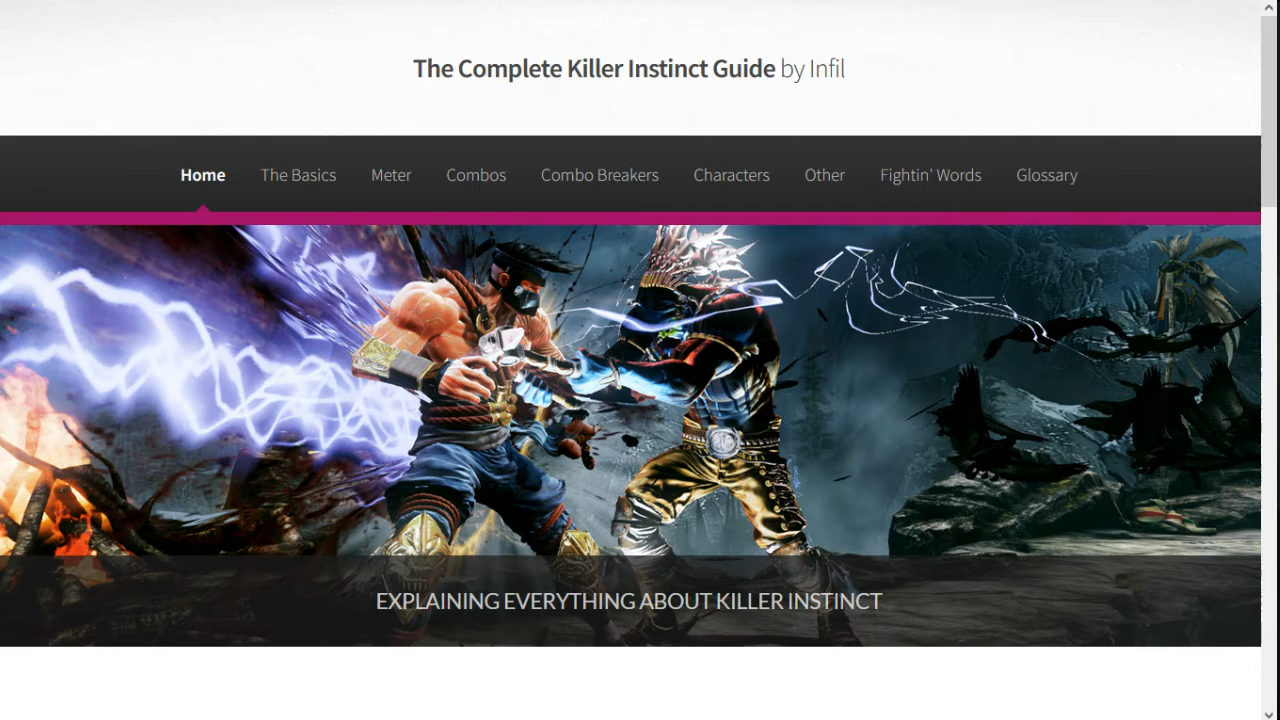 The Complete Killer Instinct Guide by Infil
Home The Basics Meter Combos Combo Breakers Characters Other Fightin' Words Glossary
EXPLAINING EVERYTHING ABOUT KILLER INSTINCT